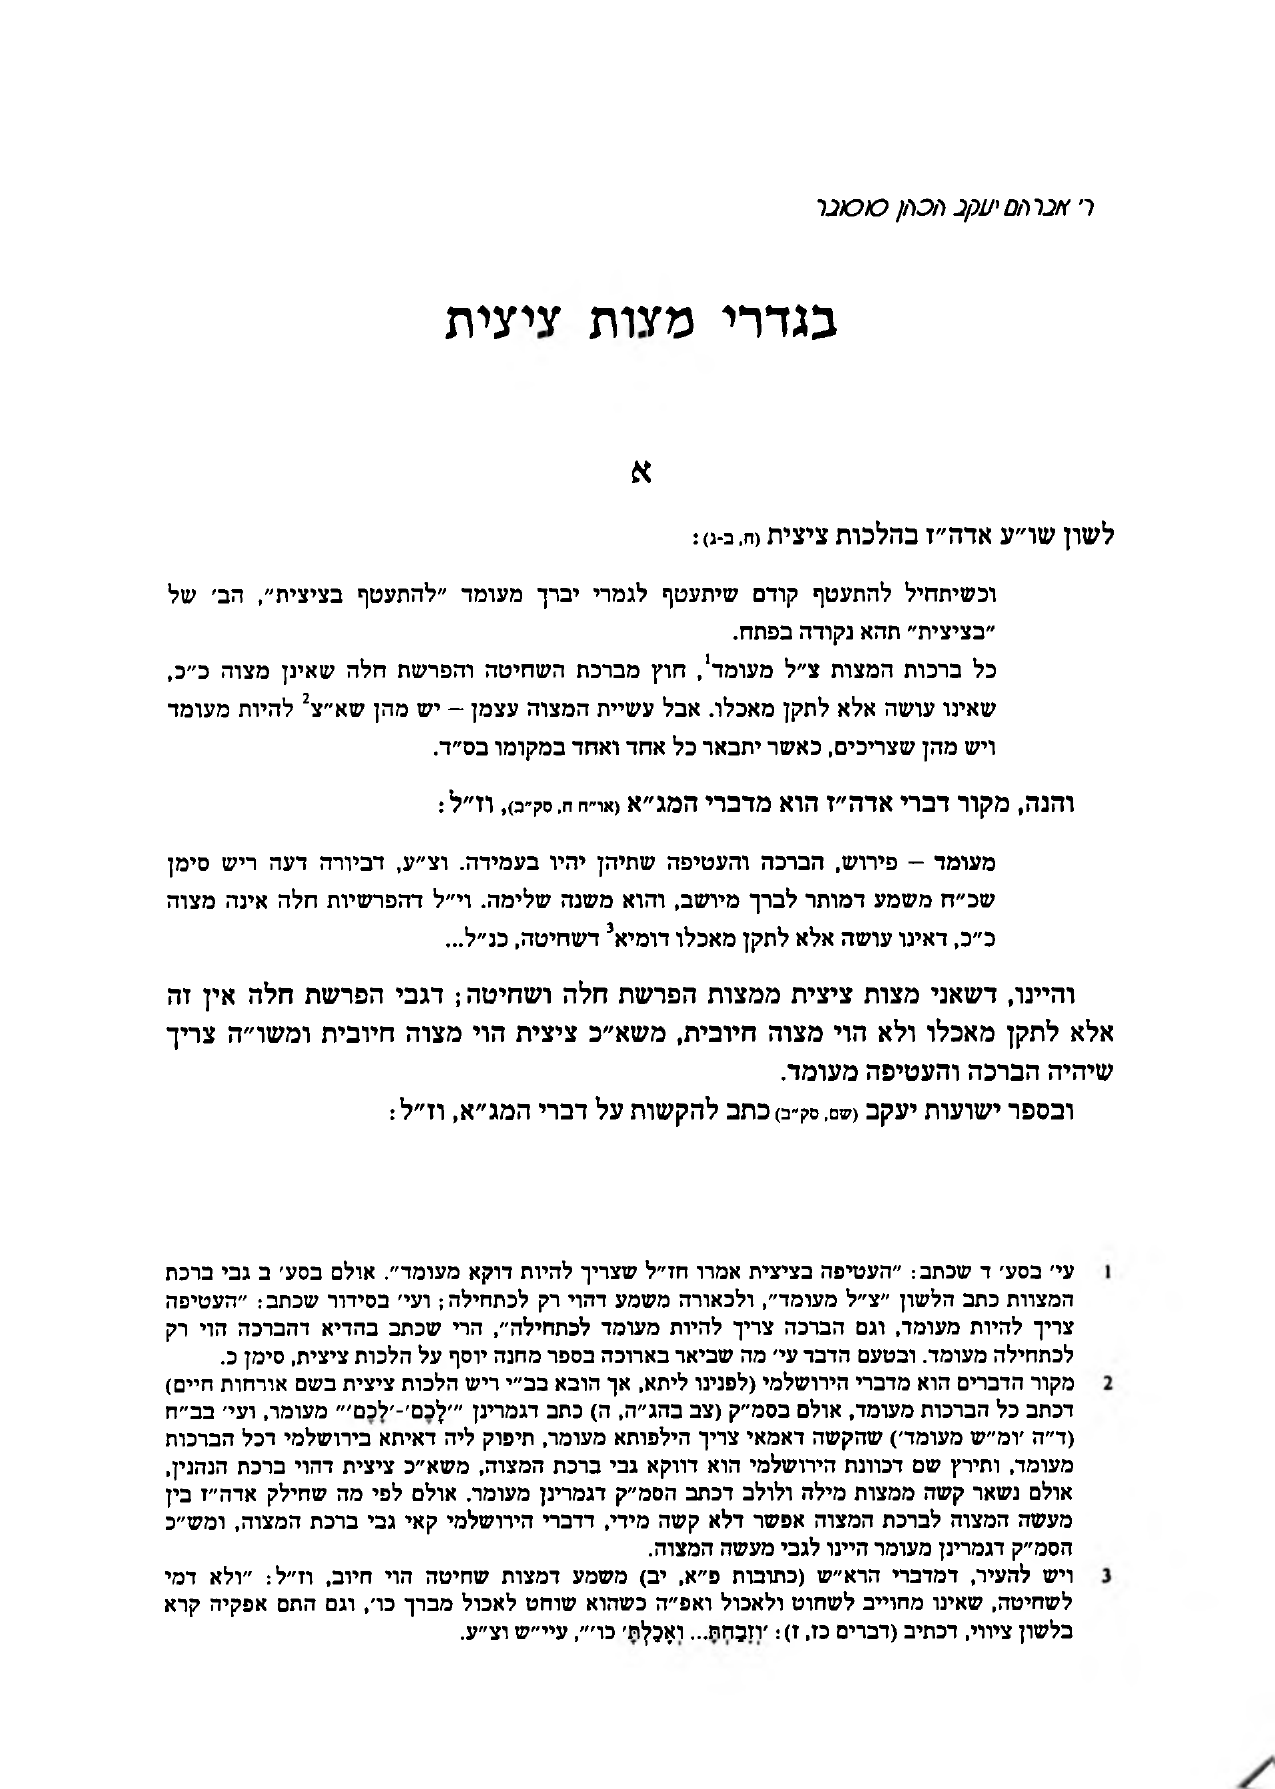 ר׳ אברהם יעקב הכהן סוסובר
בגדרי מצות ציצית
א
לשון שו״ע אדה״ז בהלכות ציצית (ח, ב-ג):
וכשיתחיל להתעטף קודם שיתעטף לגמרי יברך מעומד ״להתעטף בציצית״, הב׳ של
״בציצית״ תהא נקודה בפתח.
כל ברכות המצות צ״ל מעומד1, חוץ מברכת השחיטה והפרשת חלה שאינן מצוה כ״כ,
שאינו עושה אלא לתקן מאכלו. אבל עשיית המצוה עצמן – יש מהן שא״צ2 להיות מעומד
ויש מהן שצריכים, כאשר יתבאר כל אחד ואחד במקומו בס״ד.
והנה, מקור דברי אדה״ז הוא מדברי המג״א (או״ח ח, סק״ב), וז״ל:
מעומד – פירוש, הברכה והעטיפה שתיהן יהיו בעמידה. וצ״ע, דביורה דעה ריש סימן
שכ״ח משמע דמותר לברך מיושב, והוא משנה שלימה. וי״ל דהפרשיות חלה אינה מצוה
כ״כ, דאינו עושה אלא לתקן מאכלו דומיא3 דשחיטה, כנ״ל...
והיינו, דשאני מצות ציצית ממצות הפרשת חלה ושחיטה; דגבי הפרשת חלה אין זה
אלא לתקן מאכלו ולא הוי מצוה חיובית, משא״כ ציצית הוי מצוה חיובית ומשו״ה צריך
שיהיה הברכה והעטיפה מעומד.
ובספר ישועות יעקב (שם, סק״ב) כתב להקשות על דברי המג״א, וז״ל:
1 עי׳ בסע׳ ד שכתב: ״העטיפה בציצית אמרו חז״ל שצריך להיות דוקא מעומד״. אולם בסע׳ ב גבי ברכת
המצוות כתב הלשון ״צ״ל מעומד״, ולכאורה משמע דהוי רק לכתחילה; ועי׳ בסידור שכתב: ״העטיפה
צריך להיות מעומד, וגם הברכה צריך להיות מעומד לכתחילה״, הרי שכתב בהדיא דהברכה הוי רק
לכתחילה מעומד. ובטעם הדבר עי׳ מה שביאר בארוכה בספר מחנה יוסף על הלכות ציצית, סימן כ.
2 מקור הדברים הוא מדברי הירושלמי (לפנינו ליתא, אך הובא בב״י ריש הלכות ציצית בשם אורחות חיים)
דכתב כל הברכות מעומד, אולם בסמ״ק (צב בהג״ה, ה) כתב דגמרינן ״׳לָכֶם׳-׳לָכֶם׳״ מעומר, ועי׳ בב״ח
(ד״ה ׳ומ״ש מעומד׳) שהקשה דאמאי צריך הילפותא מעומר, תיפוק ליה דאיתא בירושלמי דכל הברכות
מעומד, ותירץ שם דכוונת הירושלמי הוא דווקא גבי ברכת המצוה, משא״כ ציצית דהוי ברכת הנהנין,
אולם נשאר קשה ממצות מילה ולולב דכתב הסמ״ק דגמרינן מעומר. אולם לפי מה שחילק אדה״ז בין
מעשה המצוה לברכת המצוה אפשר דלא קשה מידי, דדברי הירושלמי קאי גבי ברכת המצוה, ומש״כ
הסמ״ק דגמרינן מעומר היינו לגבי מעשה המצוה.
3 ויש להעיר, דמדברי הרא״ש (כתובות פ״א, יב) משמע דמצות שחיטה הוי חיוב, וז״ל: ״ולא דמי
לשחיטה, שאינו מחוייב לשחוט ולאכול ואפ״ה כשהוא שוחט לאכול מברך כו׳, וגם התם אפקיה קרא
בלשון ציווי, דכתיב (דברים כז, ז): ׳וְזָבַחְתָּ... וְאָכַלְתָּ׳ כו׳״, עיי״ש וצ״ע.